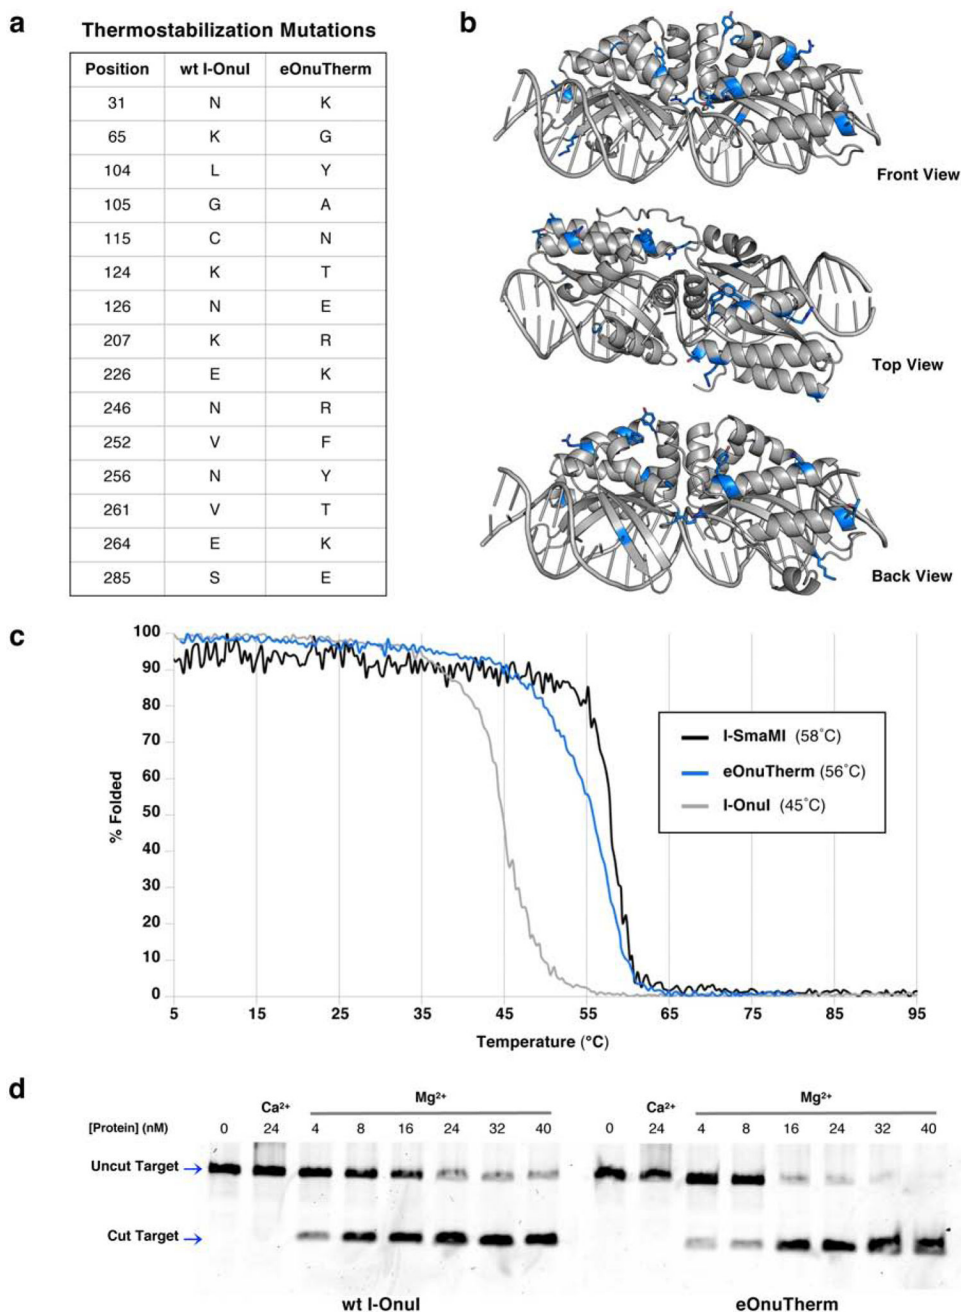 a
Thermostabilization Mutations
Position wt I-OnuI eOnuTherm
31 N K
65 K G
104 L Y
105 G A
115 C N
124 K T
126 N E
207 K R
226 E K
246 N R
252 V F
256 N Y
261 V T
264 E K
285 S E
b
Front View
Top View
Back View
c
% Folded
100
90
80
70
60
50
40
30
20
10
0
5 15 25 35 45 55 65 75 85 95
Temperature (°C)
I-SmaMI (58°C)
eOnuTherm (56°C)
I-OnuI (45°C)
d
Ca²⁺ Mg²⁺ Ca²⁺ Mg²⁺
[Protein] (nM) 0 24 4 8 16 24 32 40 0 24 4 8 16 24 32 40
Uncut Target
Cut Target
wt I-OnuI eOnuTherm